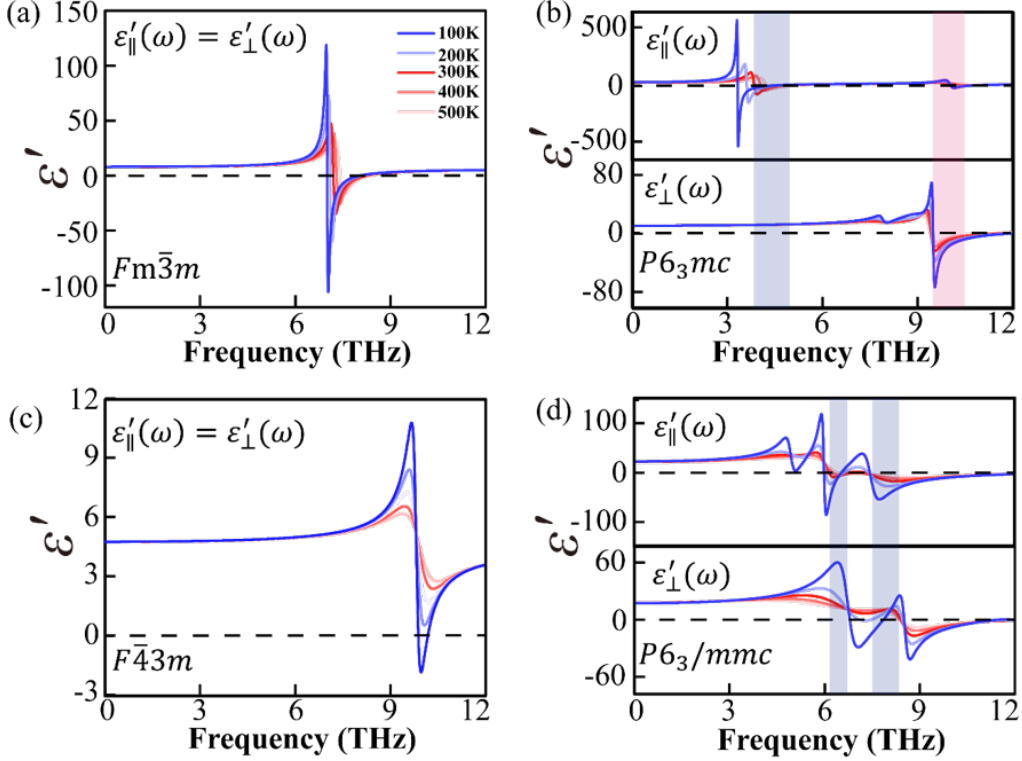 (a)
ε′
150
100
50
0
-50
-100
ε′∥(ω) = ε′⊥(ω)
100K
200K
300K
400K
500K
Fm3̄m
0 3 6 9 12
Frequency (THz)
(b)
ε′
500
0
-500
ε′∥(ω)
80
0
-80
ε′⊥(ω)
P6₃mc
0 3 6 9 12
Frequency (THz)
(c)
ε′
12
9
6
3
0
-3
ε′∥(ω) = ε′⊥(ω)
F4̄3m
0 3 6 9 12
Frequency (THz)
(d)
ε′
100
0
-100
ε′∥(ω)
60
0
-60
ε′⊥(ω)
P6₃/mmc
0 3 6 9 12
Frequency (THz)